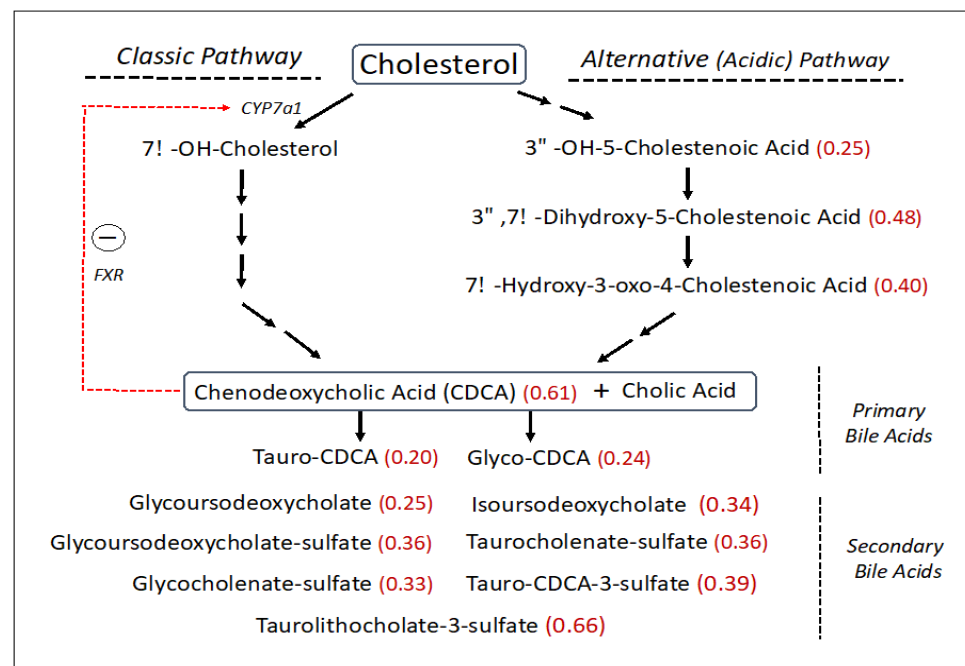 Classic Pathway
Cholesterol
Alternative (Acidic) Pathway
CYP7a1
7! -OH-Cholesterol
3" -OH-5-Cholestenoic Acid (0.25)
3" ,7! -Dihydroxy-5-Cholestenoic Acid (0.48)
FXR
7! -Hydroxy-3-oxo-4-Cholestenoic Acid (0.40)
Chenodeoxycholic Acid (CDCA) (0.61) + Cholic Acid
Primary
Bile Acids
Tauro-CDCA (0.20) Glyco-CDCA (0.24)
Glycoursodeoxycholate (0.25) Isoursodeoxycholate (0.34)
Glycoursodeoxycholate-sulfate (0.36) Taurocholenate-sulfate (0.36)
Secondary
Bile Acids
Glycocholenate-sulfate (0.33) Tauro-CDCA-3-sulfate (0.39)
Taurolithocholate-3-sulfate (0.66)